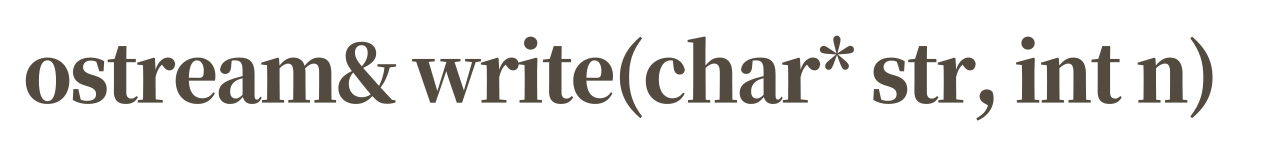 ostream& write(char* str, int n)